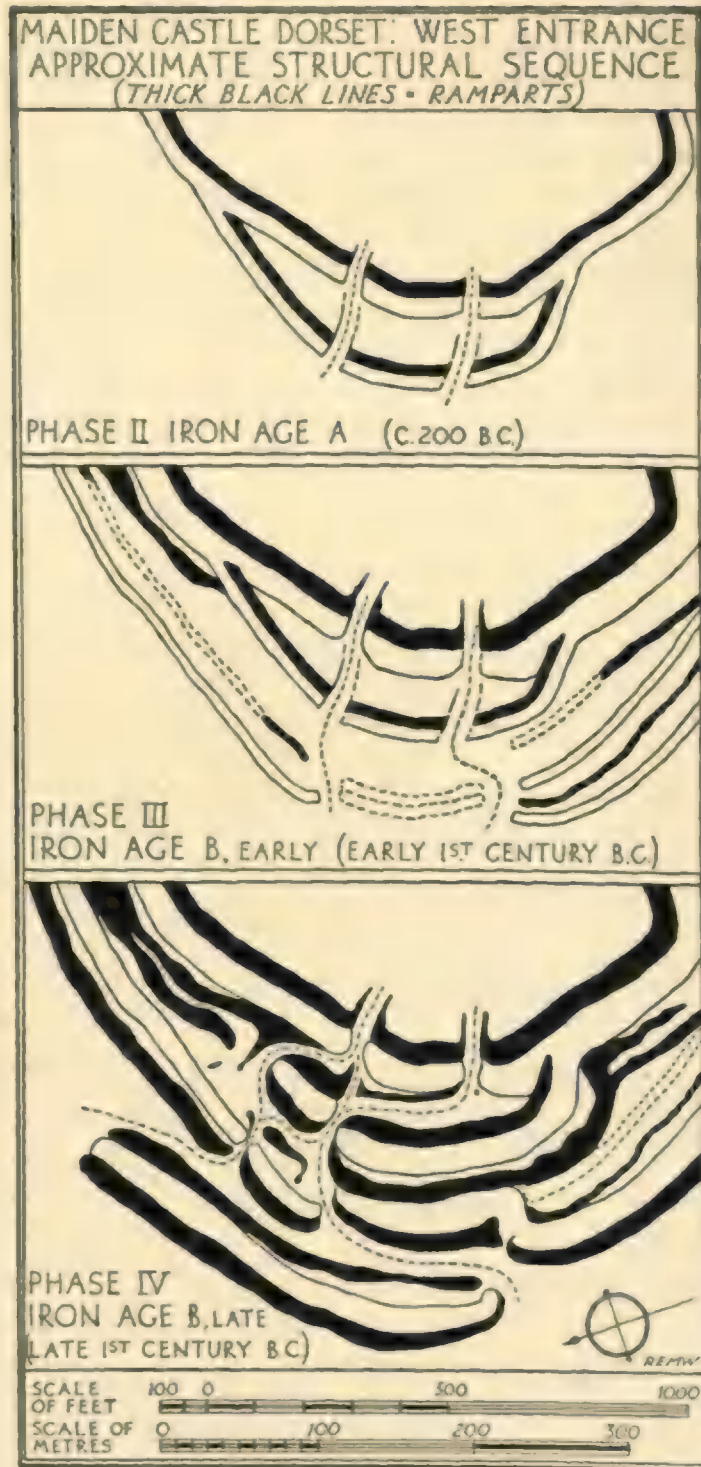 MAIDEN CASTLE DORSET: WEST ENTRANCE
APPROXIMATE STRUCTURAL SEQUENCE
(THICK BLACK LINES = RAMPARTS)
PHASE II IRON AGE A (C. 200 B.C.)
PHASE III
IRON AGE B, EARLY (EARLY 1ST CENTURY B.C.)
PHASE IV
IRON AGE B, LATE
(LATE 1ST CENTURY B C)
REMW
SCALE OF FEET 100 0 500 1000
SCALE OF METRES 0 100 200 300